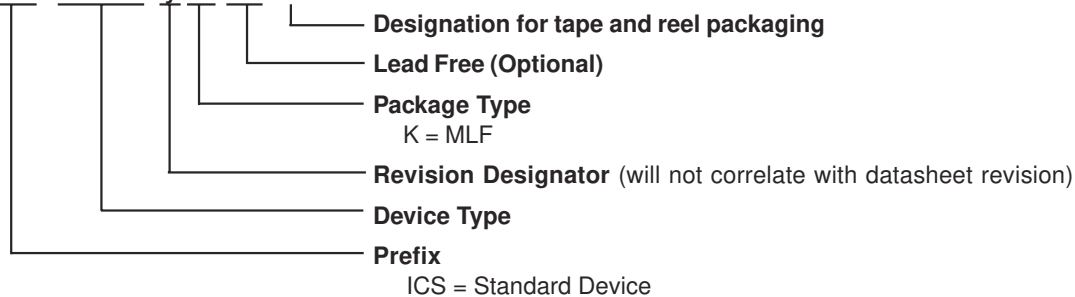 Designation for tape and reel packaging
Lead Free (Optional)
Package Type
K = MLF
Revision Designator (will not correlate with datasheet revision)
Device Type
Prefix
ICS = Standard Device